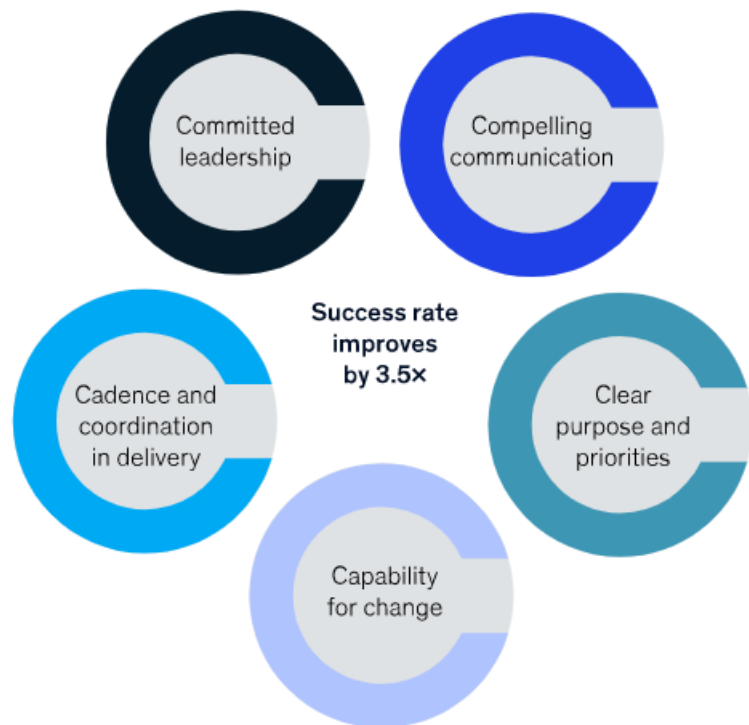 Committed
leadership
Compelling
communication
Success rate
improves
by 3.5×
Cadence and
coordination
in delivery
Clear
purpose and
priorities
Capability
for change